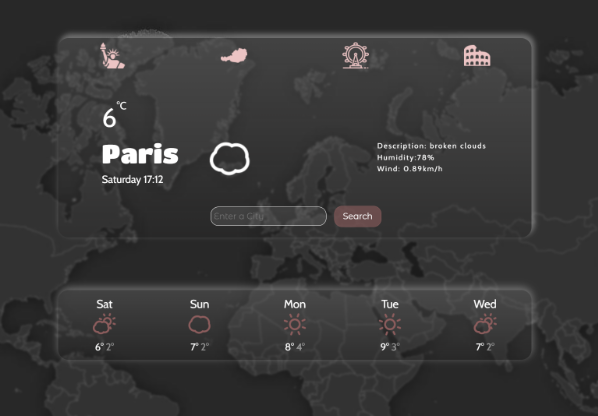 6°C
Paris
Saturday 17:12
Description: broken clouds
Humidity:78%
Wind: 0.89km/h
Enter a City
Search
Sat Sun Mon Tue Wed
6° 2° 7° 2° 8° 4° 9° 3° 7° 2°